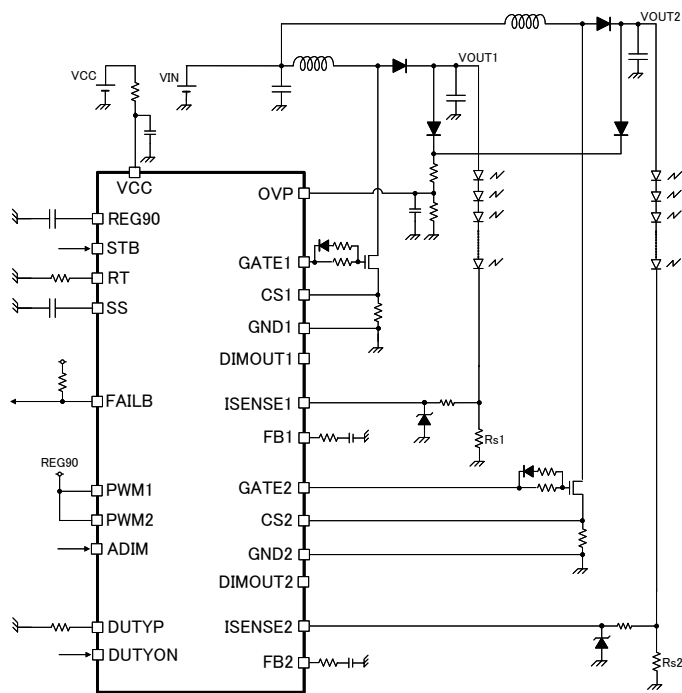 VOUT2
VOUT1
VCC
VIN
VCC
OVP
REG90
STB
GATE1
RT
CS1
SS
GND1
DIMOUT1
FAILB
ISENSE1
FB1
Rs1
REG90
PWM1
GATE2
PWM2
CS2
ADIM
GND2
DIMOUT2
DUTYP
ISENSE2
DUTYON
FB2
Rs2